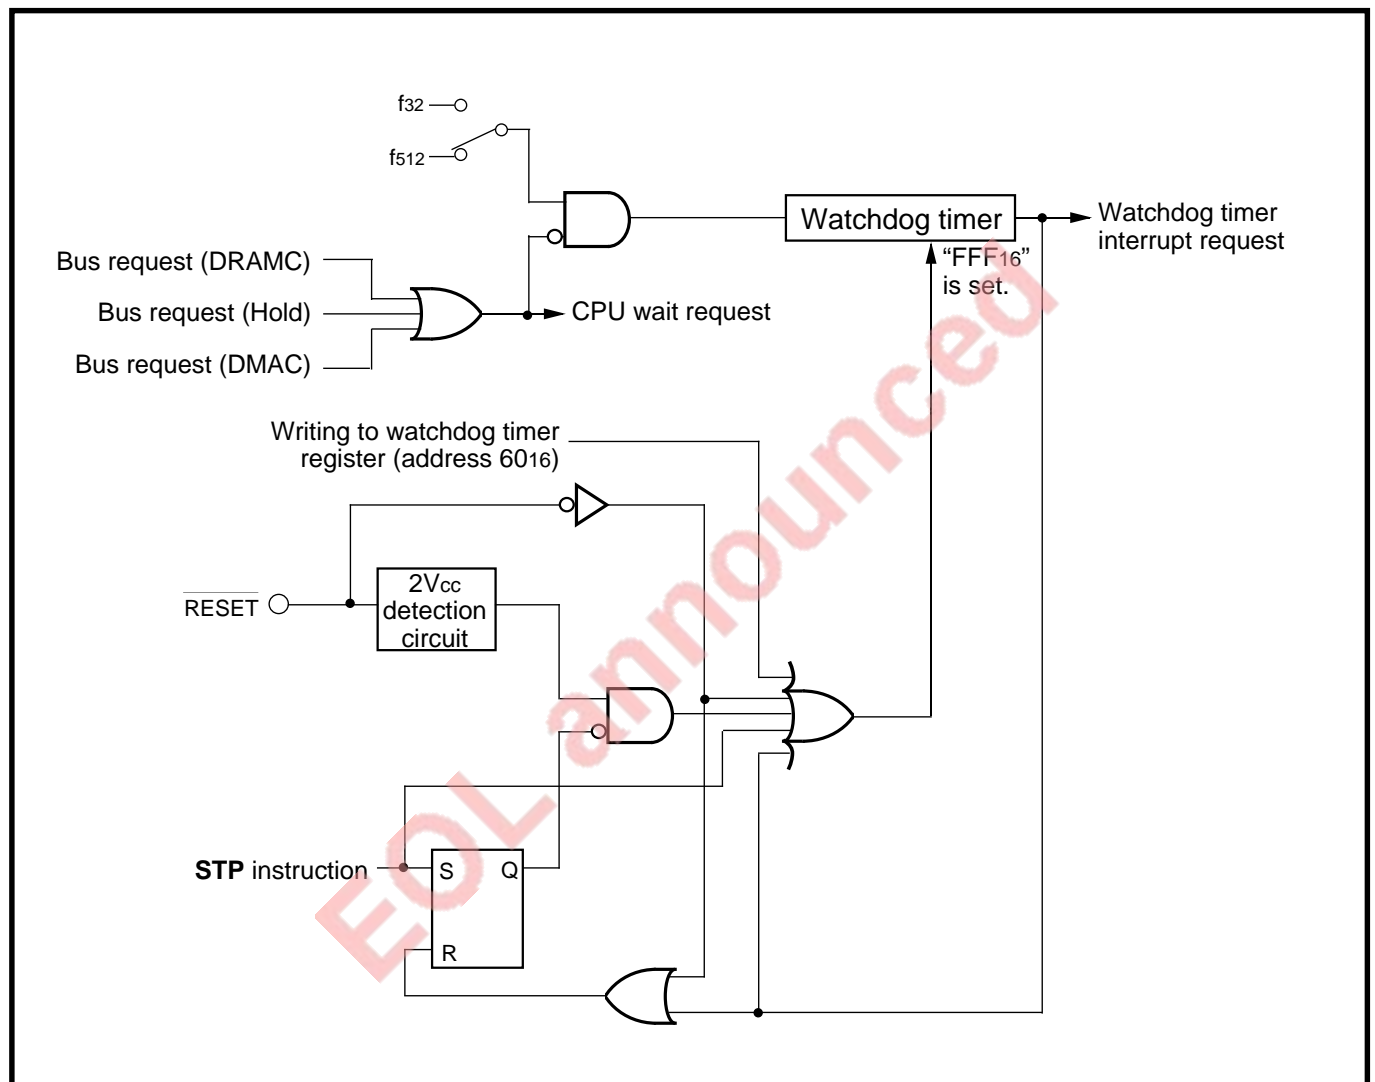 f32
f512
Watchdog timer
Watchdog timer
interrupt request
“FFF16”
is set.
Bus request (DRAMC)
Bus request (Hold)
CPU wait request
Bus request (DMAC)
Writing to watchdog timer
register (address 6016)
RESET
2Vcc
detection
circuit
STP instruction
S
Q
R
EOL announced